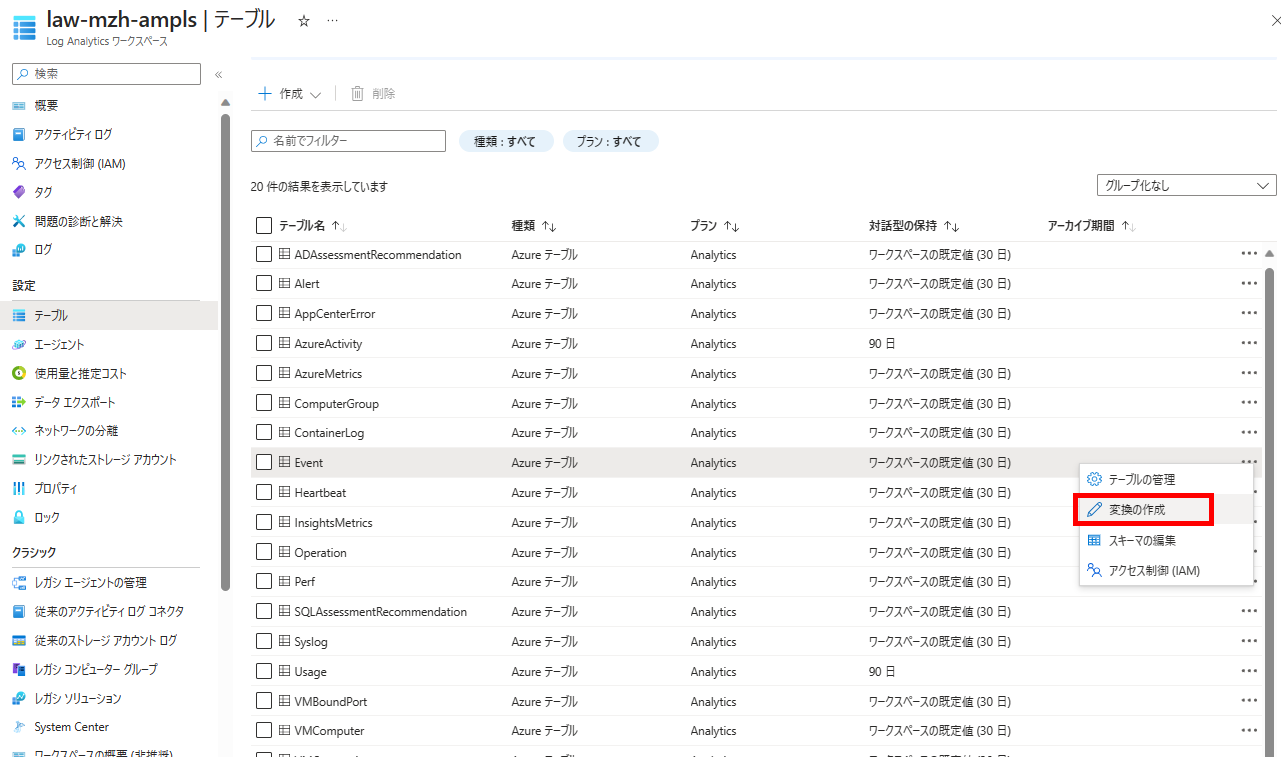 law-mzh-ampls | テーブル
Log Analytics ワークスペース
検索
概要
アクティビティ ログ
アクセス制御 (IAM)
タグ
問題の診断と解決
ログ
設定
テーブル
エージェント
使用量と推定コスト
データ エクスポート
ネットワークの分離
リンクされたストレージ アカウント
プロパティ
ロック
クラシック
レガシ エージェントの管理
従来のアクティビティ ログ コネクタ
従来のストレージ アカウント ログ
レガシ コンピューター グループ
レガシ ソリューション
System Center
ワークスペースの概要 (非推奨)
作成 削除
名前でフィルター 種類 : すべて プラン : すべて
20 件の結果を表示しています グループ化なし
テーブル名 種類 プラン 対話型の保持 アーカイブ期間
ADAssessmentRecommendation Azure テーブル Analytics ワークスペースの既定値 (30 日)
Alert Azure テーブル Analytics ワークスペースの既定値 (30 日)
AppCenterError Azure テーブル Analytics ワークスペースの既定値 (30 日)
AzureActivity Azure テーブル Analytics 90 日
AzureMetrics Azure テーブル Analytics ワークスペースの既定値 (30 日)
ComputerGroup Azure テーブル Analytics ワークスペースの既定値 (30 日)
ContainerLog Azure テーブル Analytics ワークスペースの既定値 (30 日)
Event Azure テーブル Analytics ワークスペースの既定値 (30 日)
Heartbeat Azure テーブル Analytics ワークスペースの既定値 (30 日)
InsightsMetrics Azure テーブル Analytics ワークスペースの既定値 (30 日)
Operation Azure テーブル Analytics ワークスペースの既定値 (30 日)
Perf Azure テーブル Analytics ワークスペースの既定値 (30 日)
SQLAssessmentRecommendation Azure テーブル Analytics ワークスペースの既定値 (30 日)
Syslog Azure テーブル Analytics ワークスペースの既定値 (30 日)
Usage Azure テーブル Analytics 90 日
VMBoundPort Azure テーブル Analytics ワークスペースの既定値 (30 日)
VMComputer Azure テーブル Analytics ワークスペースの既定値 (30 日)
テーブルの管理
変換の作成
スキーマの編集
アクセス制御 (IAM)